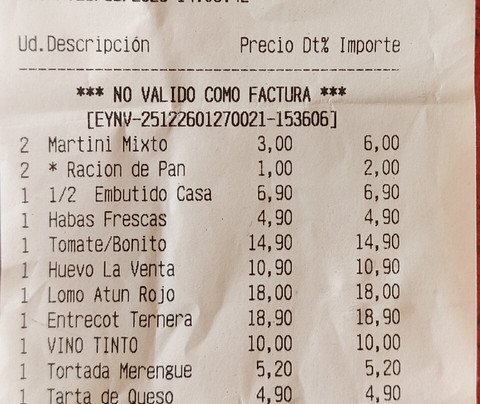 Ud.Descripción Precio Dt% Importe
*** NO VALIDO COMO FACTURA ***
[EYNV-25122601270021-153606]
2 Martini Mixto 3,00 6,00
2 * Racion de Pan 1,00 2,00
1 1/2 Embutido Casa 6,90 6,90
1 Habas Frescas 4,90 4,90
1 Tomate/Bonito 14,90 14,90
1 Huevo La Venta 10,90 10,90
1 Lomo Atun Rojo 18,00 18,00
1 Entrecot Ternera 18,90 18,90
1 VINO TINTO 10,00 10,00
1 Tortada Merengue 5,20 5,20
1 Tarta de Queso 4,90 4,90